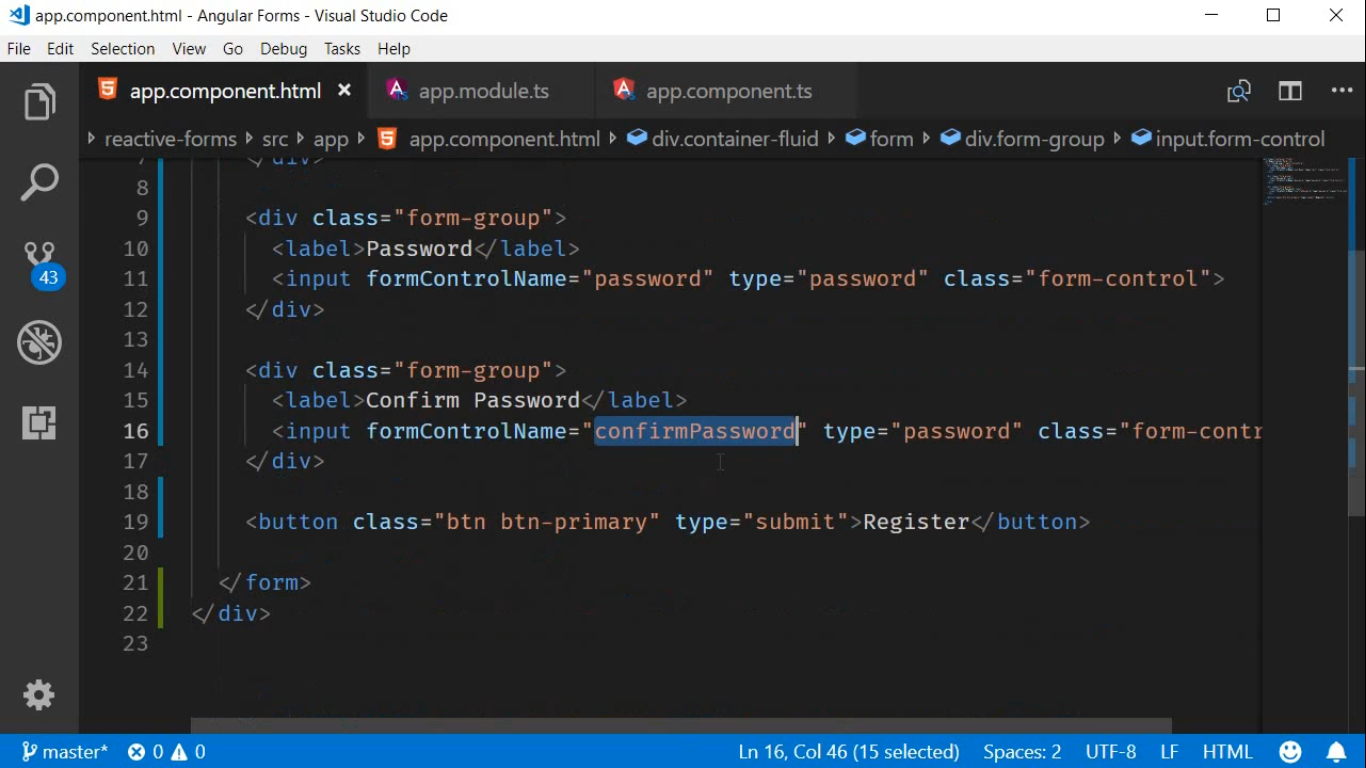 app.component.html - Angular Forms - Visual Studio Code
File Edit Selection View Go Debug Tasks Help
app.component.html app.module.ts app.component.ts
reactive-forms src app app.component.html div.container-fluid form div.form-group input.form-control
7 </div>
8
9 <div class="form-group">
10 <label>Password</label>
11 <input formControlName="password" type="password" class="form-control">
12 </div>
13
14 <div class="form-group">
15 <label>Confirm Password</label>
16 <input formControlName="confirmPassword" type="password" class="form-contr
17 </div>
18
19 <button class="btn btn-primary" type="submit">Register</button>
20
21 </form>
22 </div>
23
43
master* 0 0 Ln 16, Col 46 (15 selected) Spaces: 2 UTF-8 LF HTML